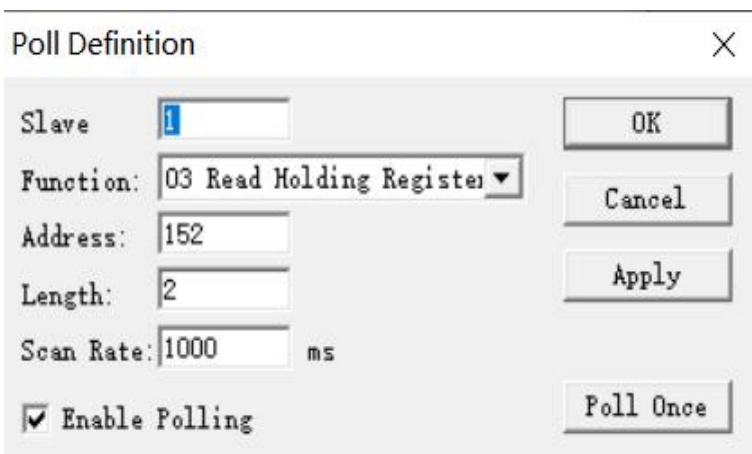 Poll Definition
Slave 1 OK
Function: 03 Read Holding Register
Cancel
Address: 152
Length: 2 Apply
Scan Rate: 1000 ms
Enable Polling Poll Once